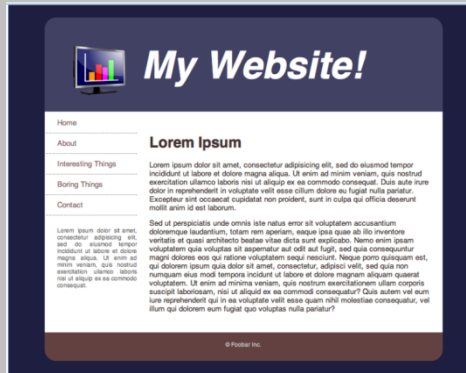 My Website!
Home
About
Interesting Things
Boring Things
Contact
Lorem ipsum dolor sit amet,
consectetur adipisicing elit,
sed do eiusmod tempor
incididunt ut labore et dolore
magna aliqua. Ut enim ad
minim veniam, quis nostrud
exercitation ullamco laboris
nisi ut aliquip ex ea commodo
consequat.
Lorem Ipsum
Lorem ipsum dolor sit amet, consectetur adipisicing elit, sed do eiusmod tempor
incididunt ut labore et dolore magna aliqua. Ut enim ad minim veniam, quis nostrud
exercitation ullamco laboris nisi ut aliquip ex ea commodo consequat. Duis aute irure
dolor in reprehenderit in voluptate velit esse cillum dolore eu fugiat nulla pariatur.
Excepteur sint occaecat cupidatat non proident, sunt in culpa qui officia deserunt
mollit anim id est laborum.
Sed ut perspiciatis unde omnis iste natus error sit voluptatem accusantium
doloremque laudantium, totam rem aperiam, eaque ipsa quae ab illo inventore
veritatis et quasi architecto beatae vitae dicta sunt explicabo. Nemo enim ipsam
voluptatem quia voluptas sit aspernatur aut odit aut fugit, sed quia consequuntur
magni dolores eos qui ratione voluptatem sequi nesciunt. Neque porro quisquam est,
qui dolorem ipsum quia dolor sit amet, consectetur, adipisci velit, sed quia non
numquam eius modi tempora incidunt ut labore et dolore magnam aliquam quaerat
voluptatem. Ut enim ad minima veniam, quis nostrum exercitationem ullam corporis
suscipit laboriosam, nisi ut aliquid ex ea commodi consequatur? Quis autem vel eum
iure reprehenderit qui in ea voluptate velit esse quam nihil molestiae consequatur, vel
illum qui dolorem eum fugiat quo voluptas nulla pariatur?
© Foobar Inc.